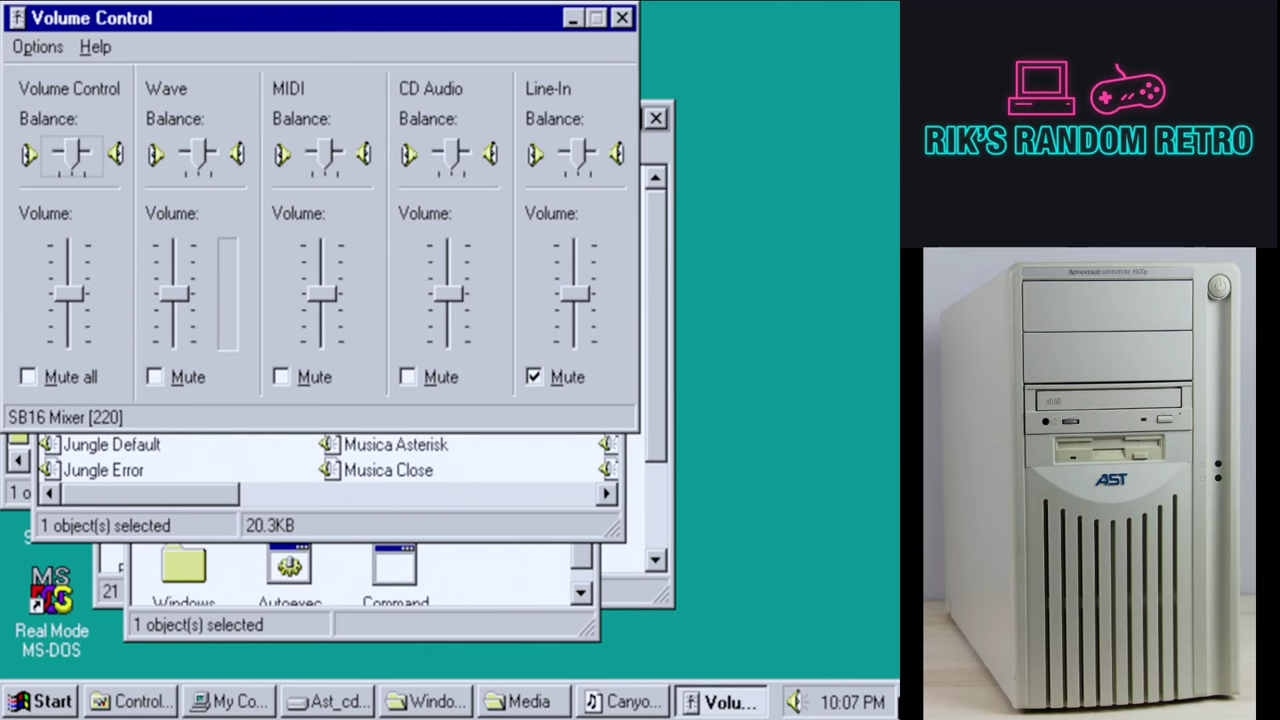 Volume Control
Options Help
Volume Control Wave MIDI CD Audio Line-In
Balance: Balance: Balance: Balance: Balance:
Volume: Volume: Volume: Volume: Volume:
Mute all Mute Mute Mute Mute
SB16 Mixer [220]
Jungle Default Musica Asterisk
Jungle Error Musica Close
1 o
1 object(s) selected 20.3KB
21
Windows Autoexec Command
1 object(s) selected
MS
Real Mode
MS-DOS
Start Control... My Co... Ast_cd... Windo... Media Canyo... Volu... 10:07 PM
RIK'S RANDOM RETRO
AST